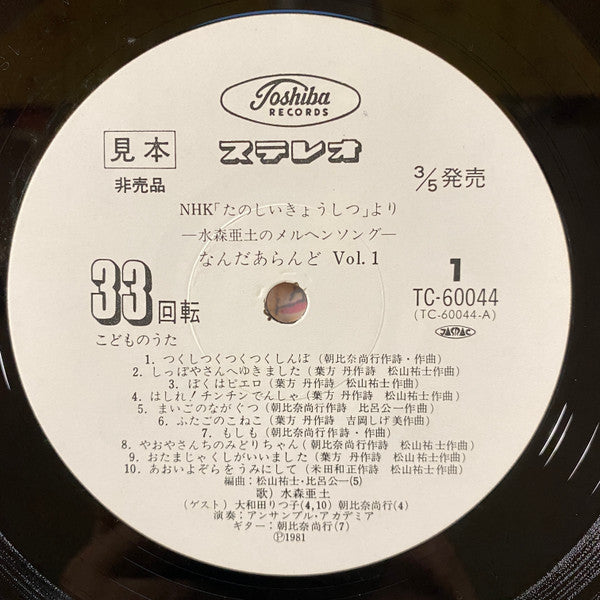 Toshiba
RECORDS
見本
非売品
ステレオ
3/5発売
NHK「たのしいきょうしつ」より
―水森亜土のメルヘンソング―
なんだあらんど Vol.1
33回転
こどものうた
1
TC-60044
(TC-60044-A)
JASRAC
1. つくしつくつくつくしんぼ (朝比奈尚行作詩・作曲)
2. しっぽやさんへゆきました (葉方 丹作詩 松山祐士作曲)
3. ぼくはピエロ (葉方 丹作詩 松山祐士作曲)
4. はしれ!チンチンでんしゃ (葉方 丹作詩 松山祐士作曲)
5. まいごのながぐつ (朝比奈尚行作詩 比呂公一作曲)
6. ふたごのこねこ (葉方 丹作詩 吉岡しげ美作曲)
7. もしも (朝比奈尚行作詩・作曲)
8. やおやさんちのみどりちゃん (朝比奈尚行作詩 松山祐士作曲)
9. おたまじゃくしがいいました (葉方 丹作詩 松山祐士作曲)
10. あおいよぞらをうみにして (米田和正作詩 松山祐士作曲)
編曲:松山祐士・比呂公一(5)
歌) 水森亜土
(ゲスト) 大和田りつ子(4,10) 朝比奈尚行(4)
演奏:アンサンブル・アカデミア
ギター:朝比奈尚行(7)
Ⓟ1981